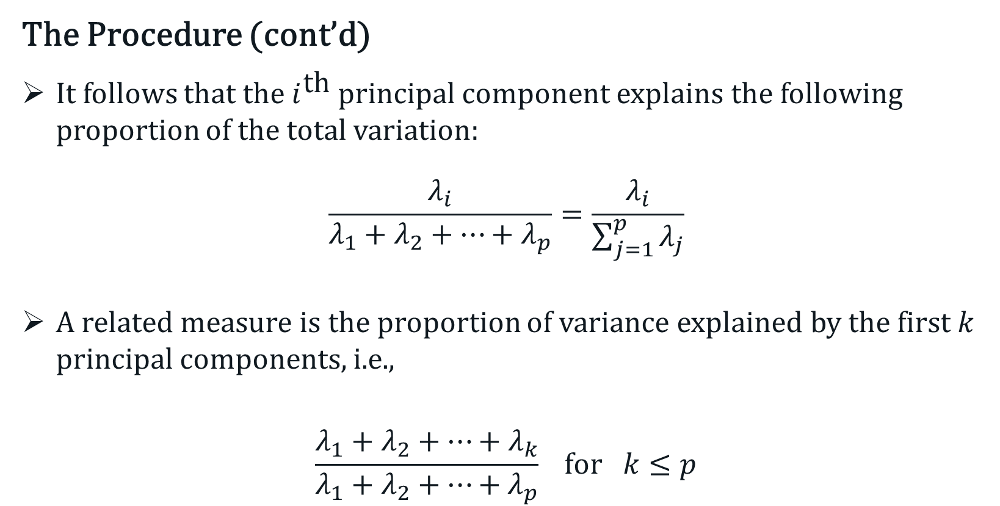 The Procedure (cont’d)
➢ It follows that the $i^{\text{th}}$ principal component explains the following
proportion of the total variation:
$$\frac{\lambda_i}{\lambda_1 + \lambda_2 + \cdots + \lambda_p} = \frac{\lambda_i}{\sum_{j=1}^{p} \lambda_j}$$
➢ A related measure is the proportion of variance explained by the first $k$
principal components, i.e.,
$$\frac{\lambda_1 + \lambda_2 + \cdots + \lambda_k}{\lambda_1 + \lambda_2 + \cdots + \lambda_p} \quad \text{for} \quad k \leq p$$